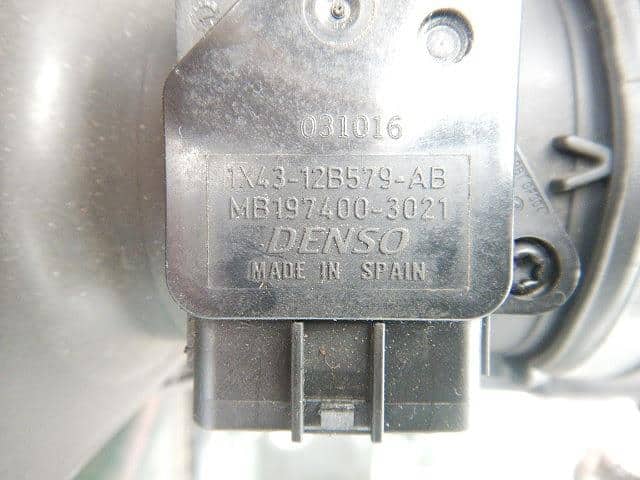 031016
1X43-12B579-AB
MB197400-3021
DENSO
MADE IN SPAIN